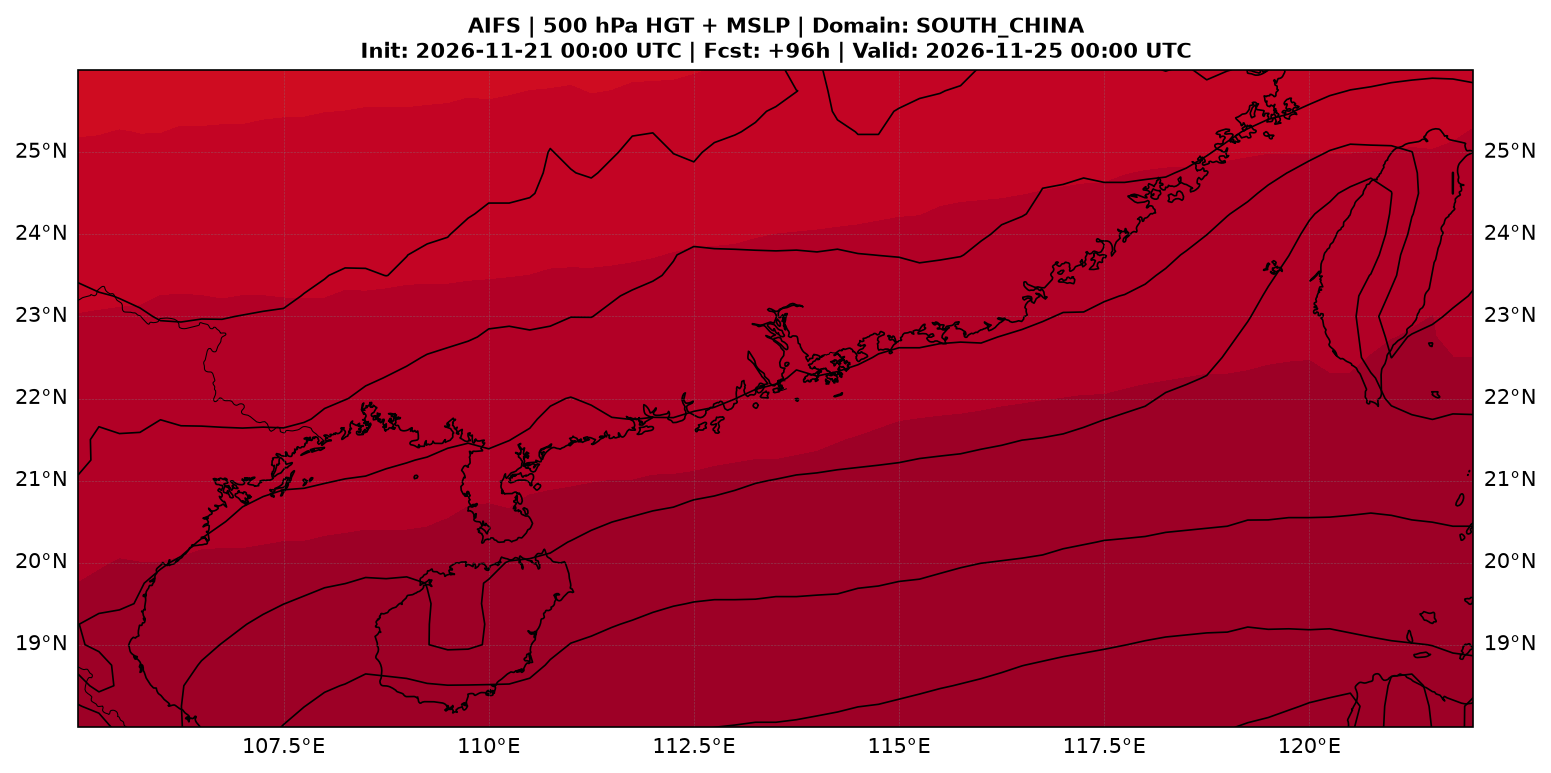 AIFS | 500 hPa HGT + MSLP | Domain: SOUTH_CHINA
Init: 2026-11-21 00:00 UTC | Fcst: +96h | Valid: 2026-11-25 00:00 UTC
25°N 25°N
24°N 24°N
23°N 23°N
22°N 22°N
21°N 21°N
20°N 20°N
19°N 19°N
107.5°E 110°E 112.5°E 115°E 117.5°E 120°E